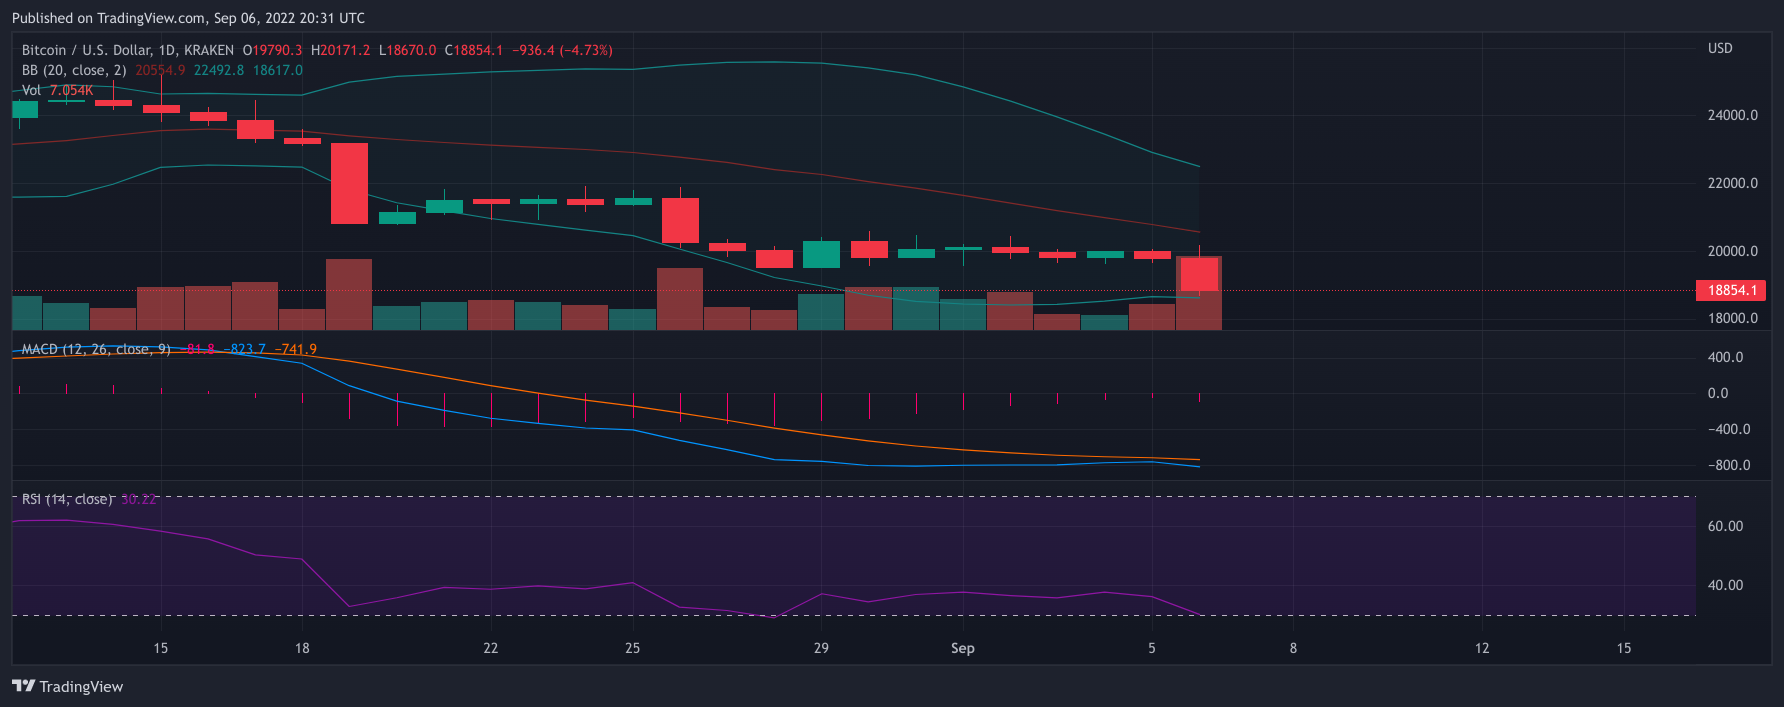 Published on TradingView.com, Sep 06, 2022 20:31 UTC
Bitcoin / U.S. Dollar, 1D, KRAKEN O19790.3 H20171.2 L18670.0 C18854.1 −936.4 (−4.73%)
BB (20, close, 2) 20554.9 22492.8 18617.0
Vol 7.054K
USD
24000.0
22000.0
20000.0
18854.1
18000.0
MACD (12, 26, close, 9) −81.8 −823.7 −741.9
400.0
0.0
−400.0
−800.0
RSI (14, close) 30.22
60.00
40.00
15 18 22 25 29 Sep 5 8 12 15
TradingView